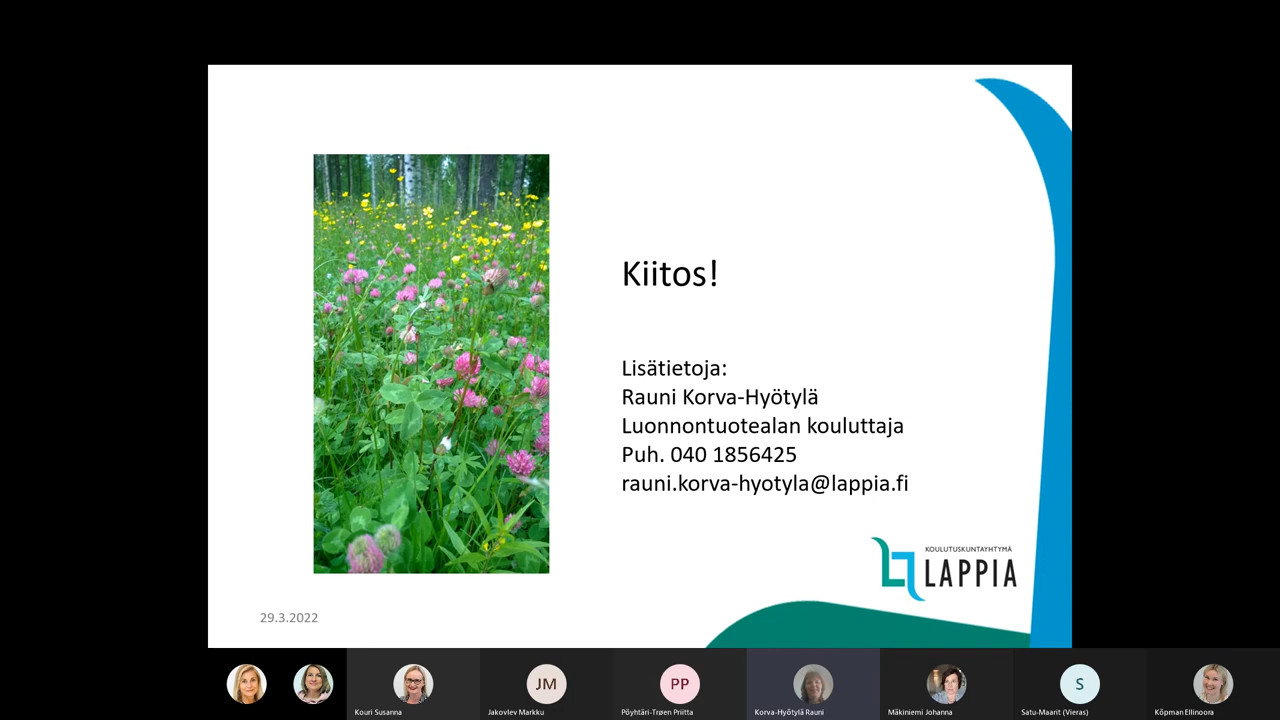 Kiitos!
Lisätietoja:
Rauni Korva-Hyötylä
Luonnontuotealan kouluttaja
Puh. 040 1856425
rauni.korva-hyotyla@lappia.fi
KOULUTUSKUNTAYHTYMÄ
LAPPIA
29.3.2022
JM
PP
S
Kouri Susanna
Jakovlev Markku
Pöyhtäri-Trøen Priitta
Korva-Hyötylä Rauni
Mäkiniemi Johanna
Satu-Maarit (Vieras)
Köpman Ellinoora